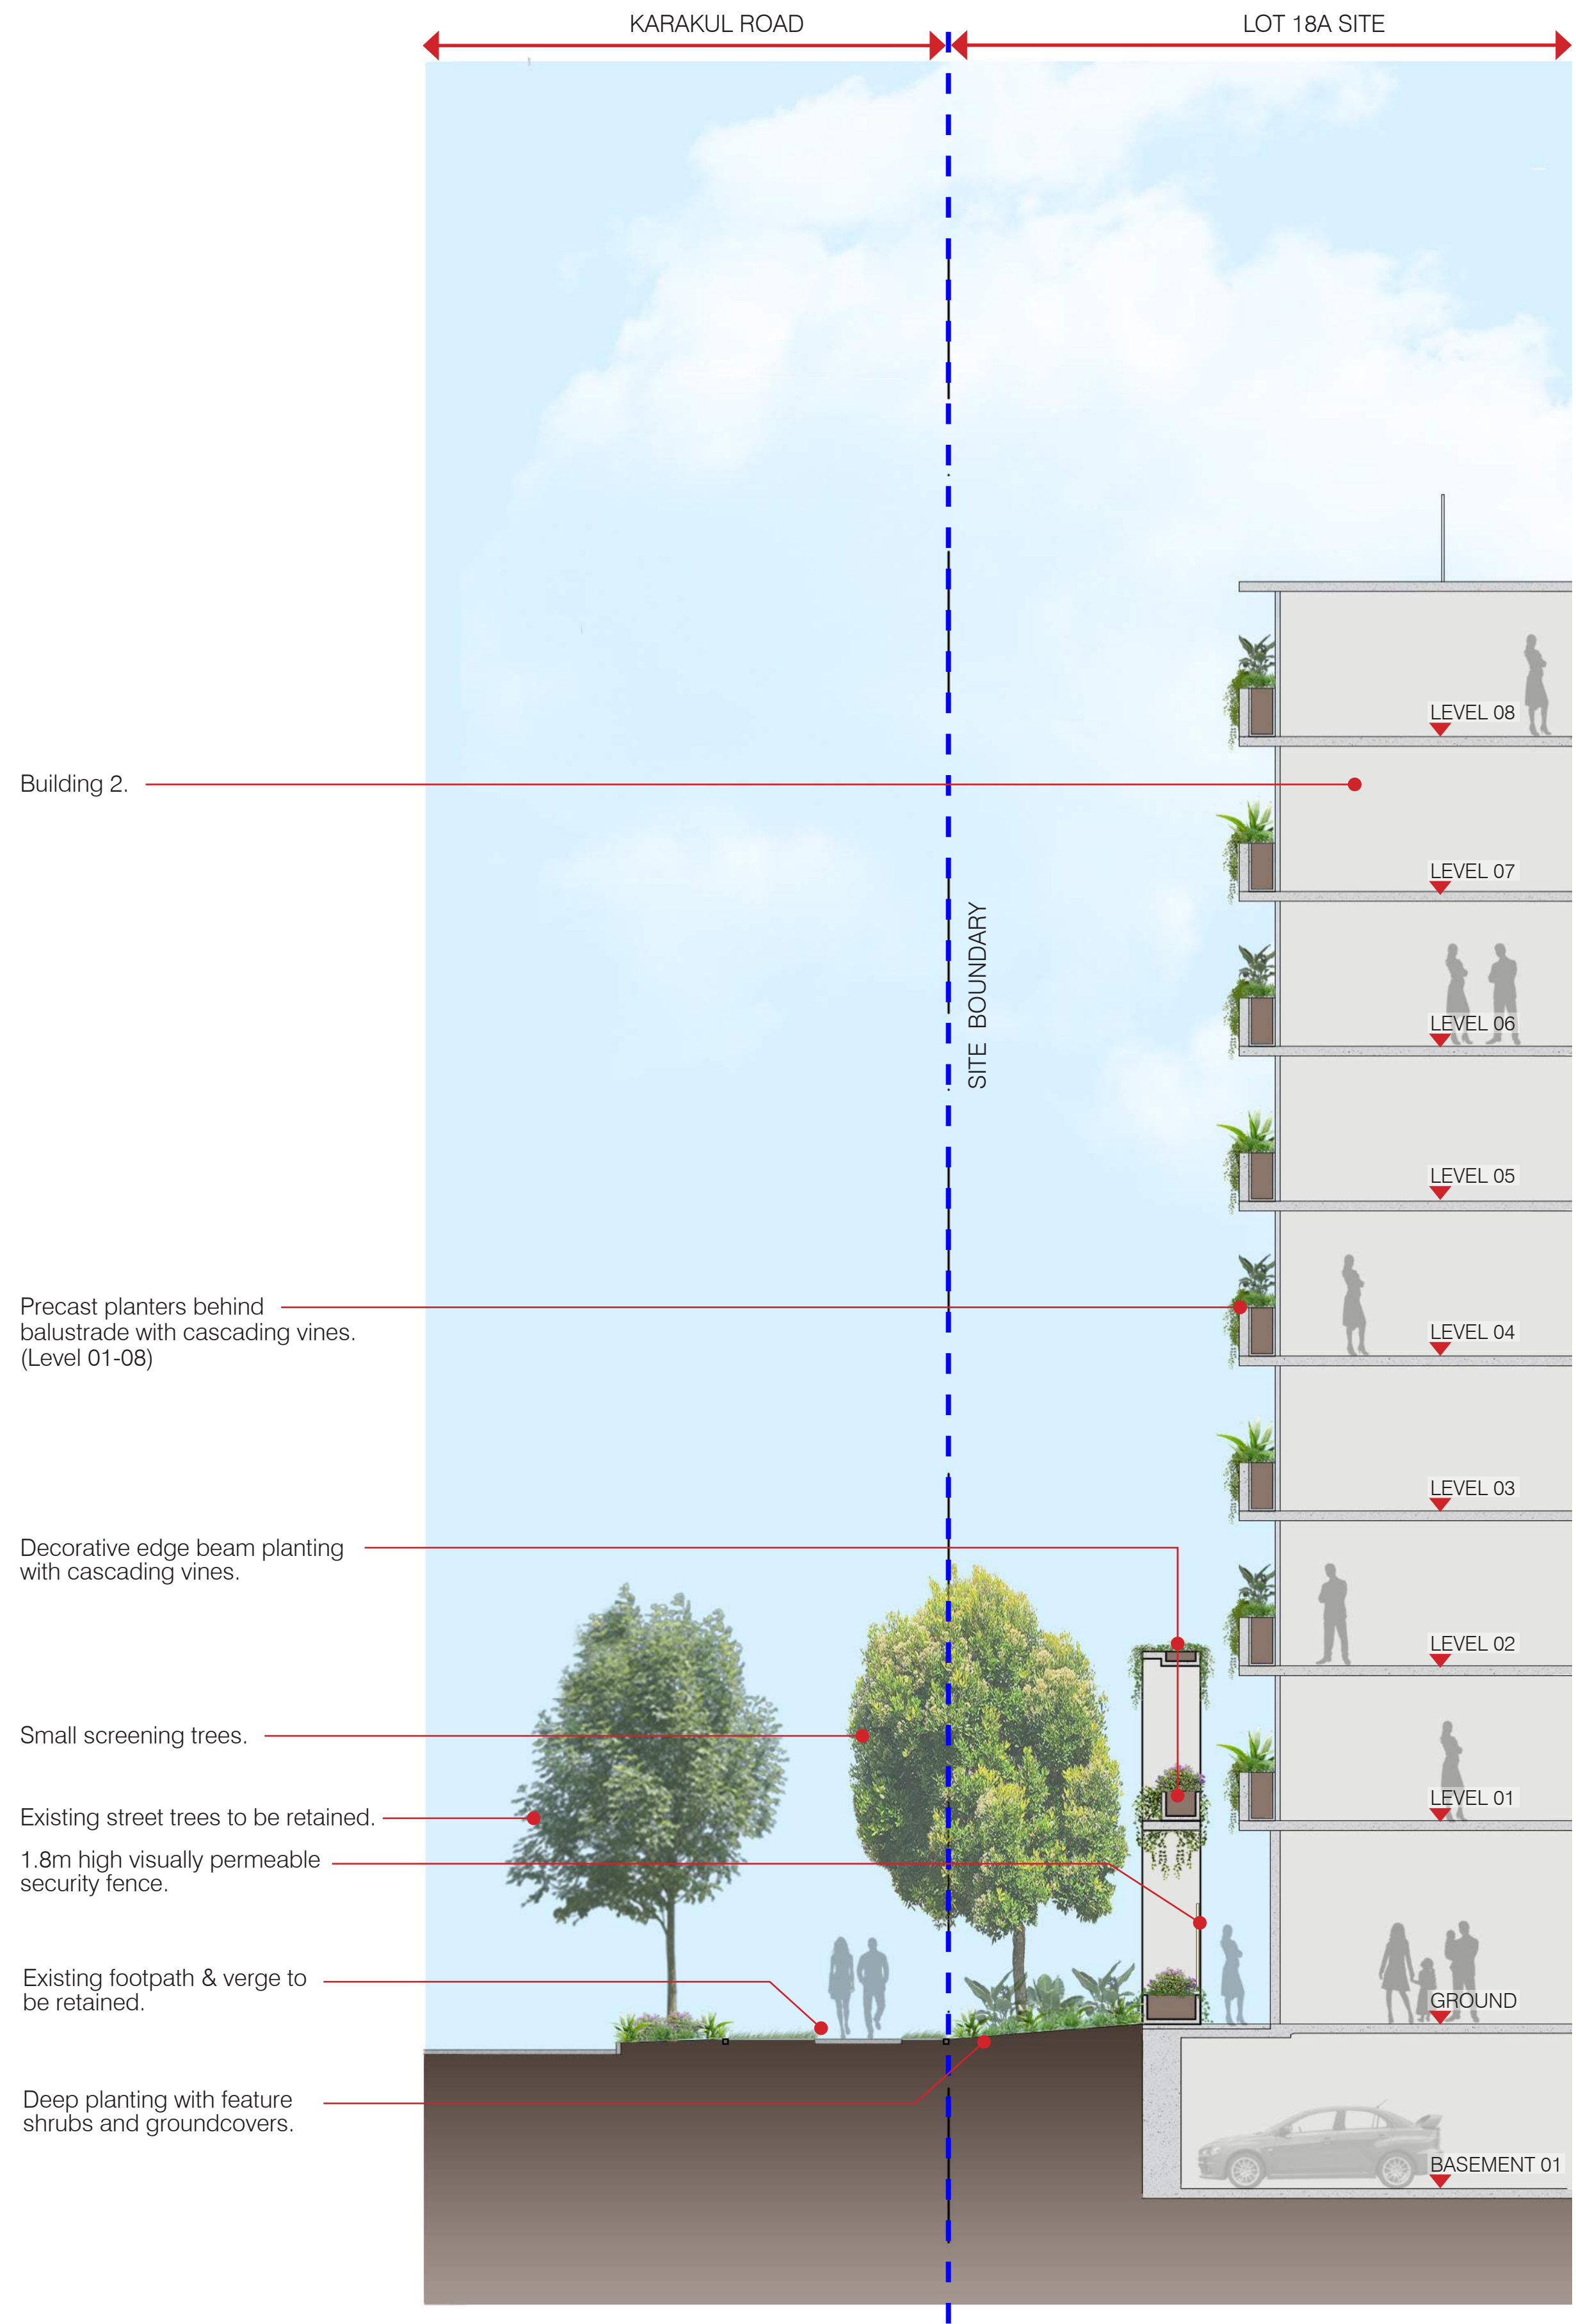 KARAKUL ROAD
LOT 18A SITE
LEVEL 08
Building 2.
LEVEL 07
SITE BOUNDARY
LEVEL 06
LEVEL 05
Precast planters behind
balustrade with cascading vines.
(Level 01-08)
LEVEL 04
LEVEL 03
Decorative edge beam planting
with cascading vines.
LEVEL 02
Small screening trees.
LEVEL 01
Existing street trees to be retained.
1.8m high visually permeable
security fence.
Existing footpath & verge to
be retained.
GROUND
Deep planting with feature
shrubs and groundcovers.
BASEMENT 01